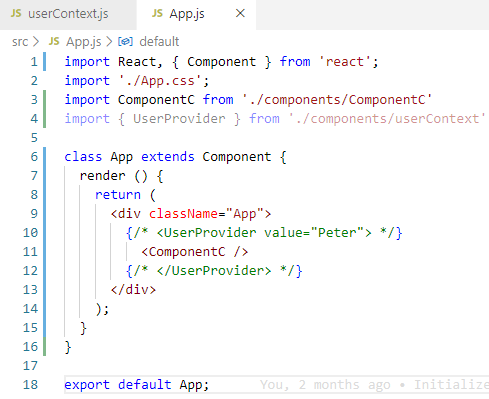 JS userContext.js JS App.js ×
src > JS App.js > default
1 import React, { Component } from 'react';
2 import './App.css';
3 import ComponentC from './components/ComponentC'
4 import { UserProvider } from './components/userContext'
5
6 class App extends Component {
7 render () {
8 return (
9 <div className="App">
10 {/* <UserProvider value="Peter"> */}
11 <ComponentC />
12 {/* </UserProvider> */}
13 </div>
14 );
15 }
16 }
17
18 export default App; You, 2 months ago • Initialize